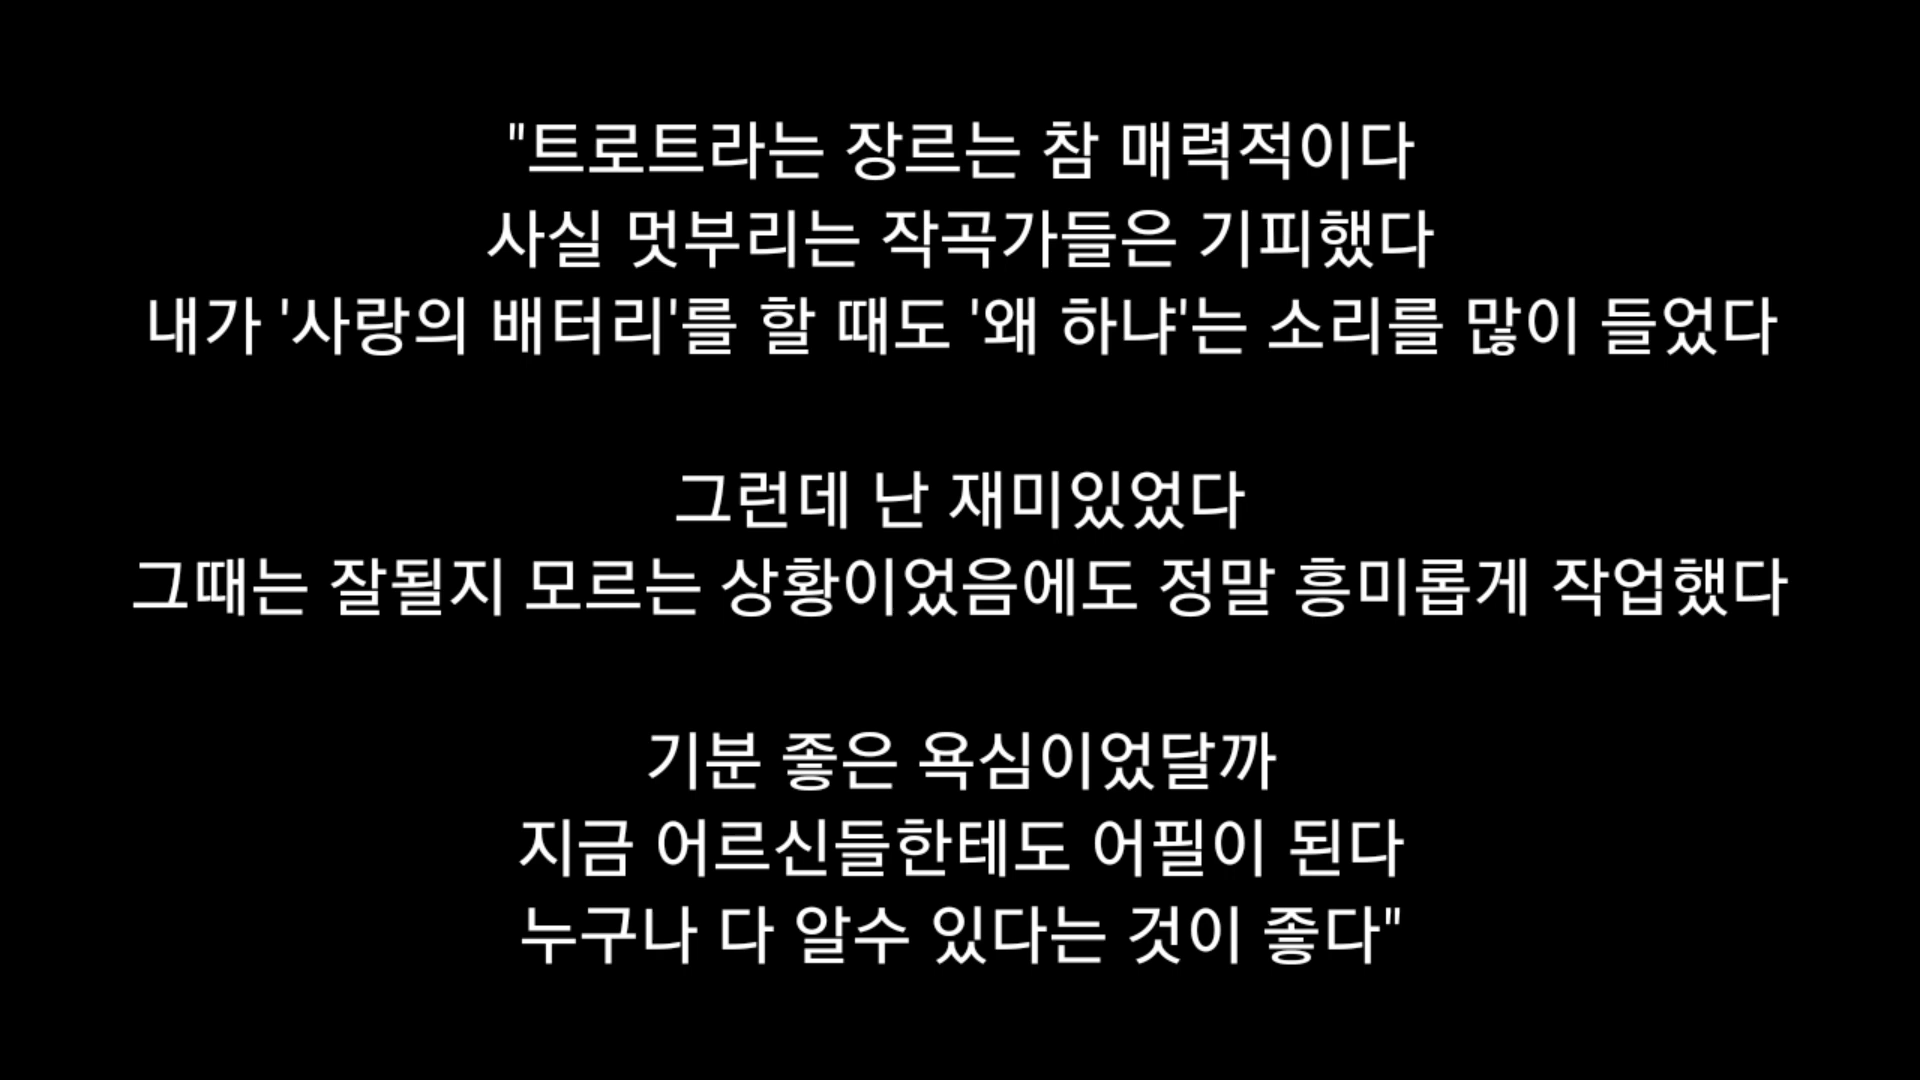 "트로트라는 장르는 참 매력적이다
사실 멋부리는 작곡가들은 기피했다
내가 '사랑의 배터리'를 할 때도 '왜 하냐'는 소리를 많이 들었다
그런데 난 재미있었다
그때는 잘될지 모르는 상황이었음에도 정말 흥미롭게 작업했다
기분 좋은 욕심이었달까
지금 어르신들한테도 어필이 된다
누구나 다 알수 있다는 것이 좋다"